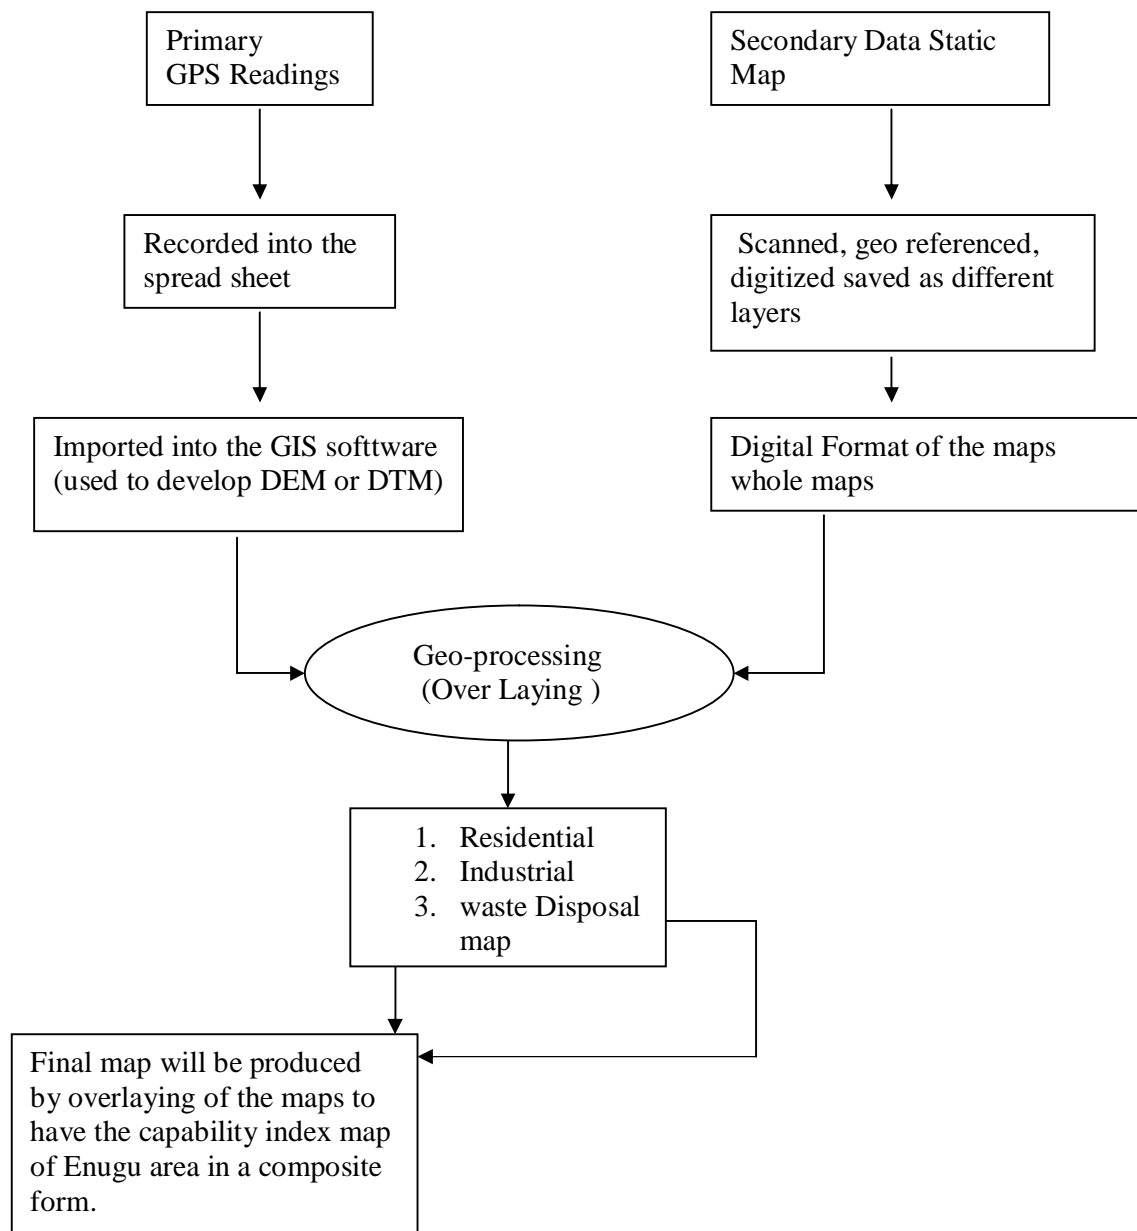 Primary
GPS Readings
Secondary Data Static
Map
Recorded into the
spread sheet
Scanned, geo referenced,
digitized saved as different
layers
Imported into the GIS softtware
(used to develop DEM or DTM)
Digital Format of the maps
whole maps
Geo-processing
(Over Laying )
1. Residential
2. Industrial
3. waste Disposal
map
Final map will be produced
by overlaying of the maps to
have the capability index map
of Enugu area in a composite
form.